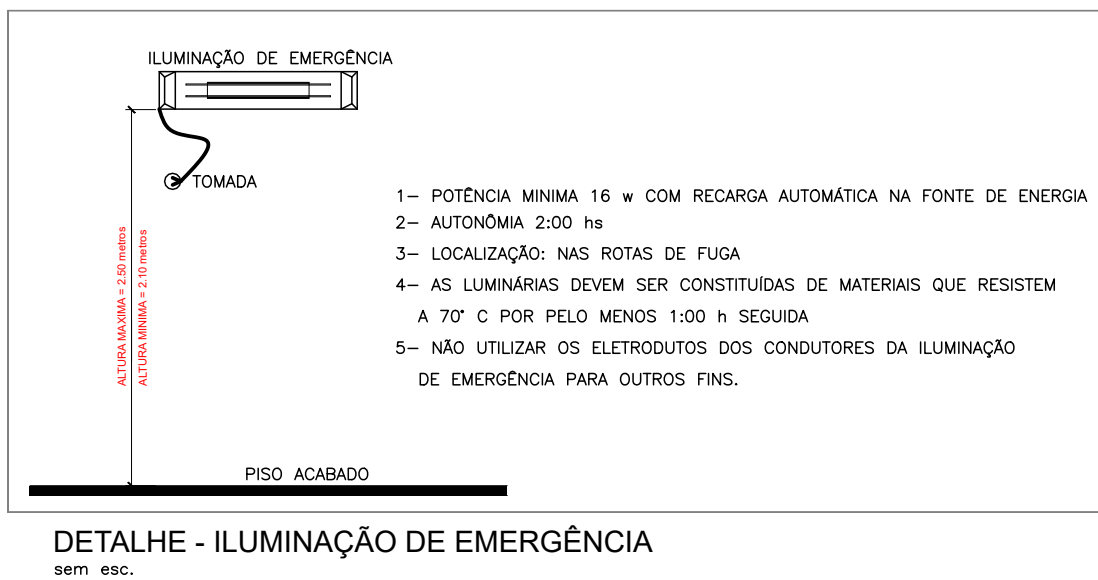 ILUMINAÇÃO DE EMERGÊNCIA
TOMADA
ALTURA MAXIMA = 2.50 metros
ALTURA MINIMA = 2.10 metros
1- POTÊNCIA MINIMA 16 w COM RECARGA AUTOMÁTICA NA FONTE DE ENERGIA
2- AUTONÔMIA 2:00 hs
3- LOCALIZAÇÃO: NAS ROTAS DE FUGA
4- AS LUMINÁRIAS DEVEM SER CONSTITUÍDAS DE MATERIAIS QUE RESISTEM
A 70° C POR PELO MENOS 1:00 h SEGUIDA
5- NÃO UTILIZAR OS ELETRODUTOS DOS CONDUTORES DA ILUMINAÇÃO
DE EMERGÊNCIA PARA OUTROS FINS.
PISO ACABADO
DETALHE - ILUMINAÇÃO DE EMERGÊNCIA
sem esc.